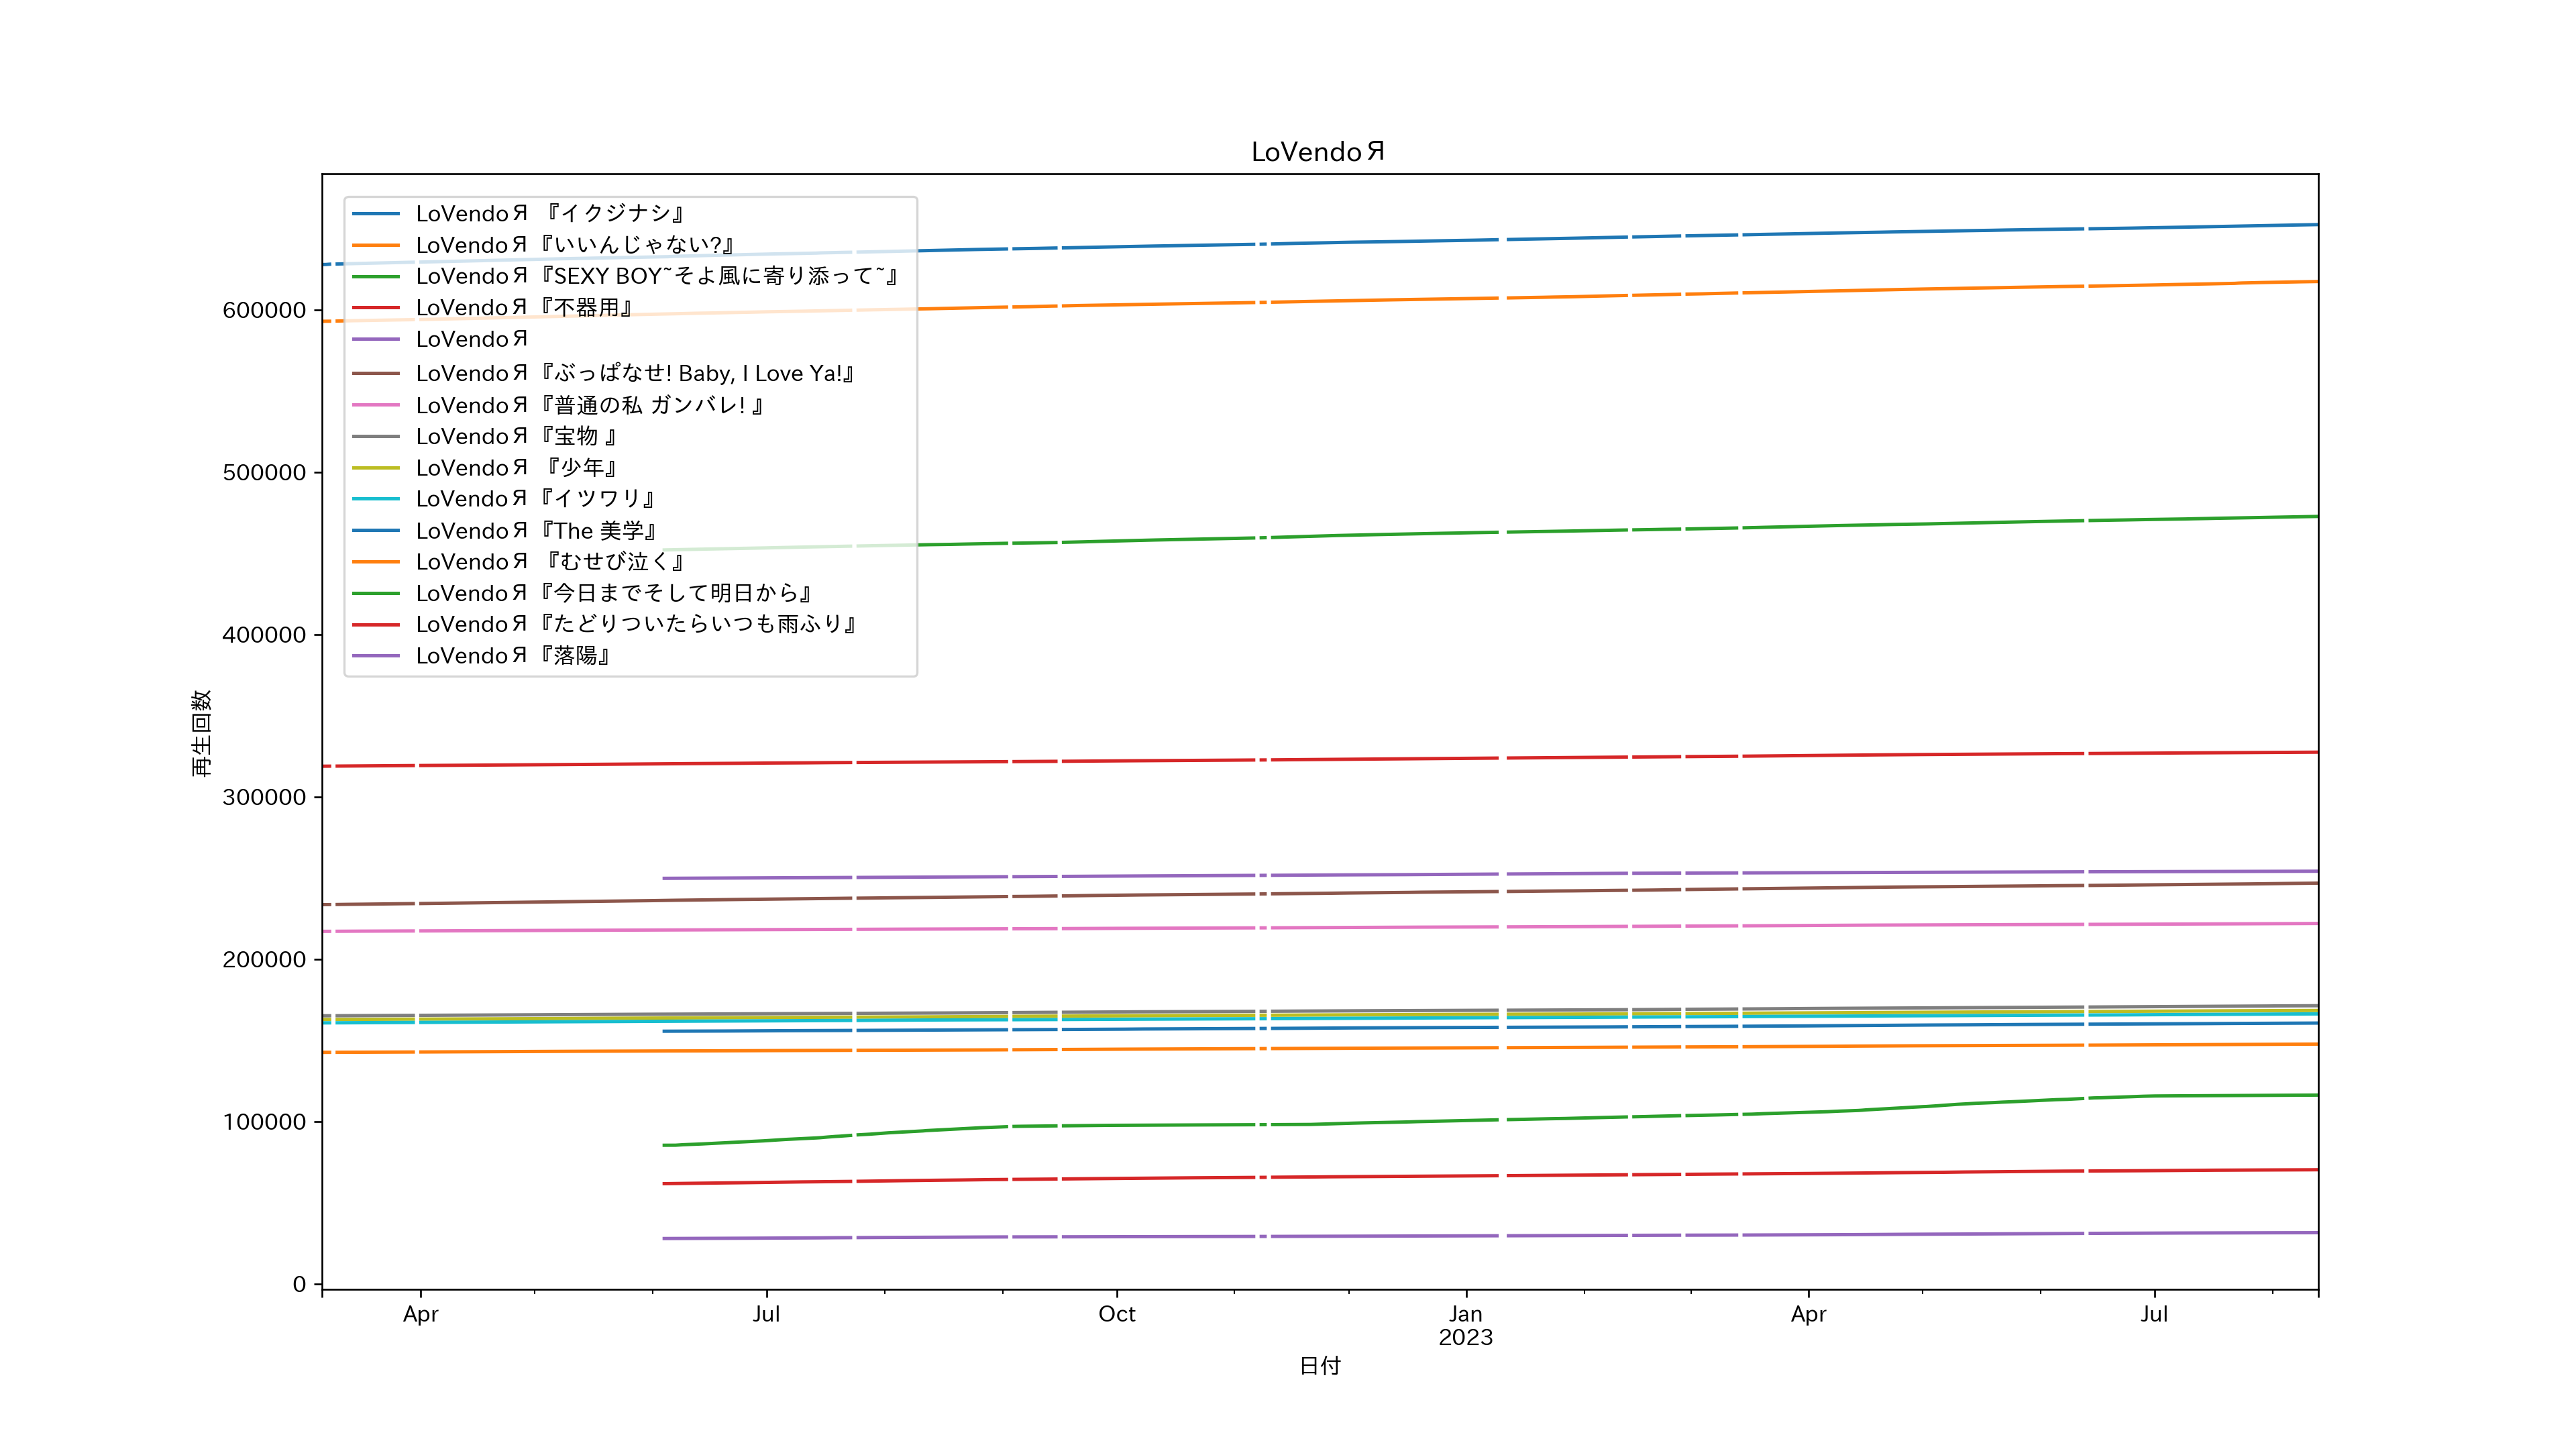 LoVendoЯ
LoVendoЯ 『イクジナシ』
LoVendoЯ『いいんじゃない?』
LoVendoЯ『SEXY BOY~そよ風に寄り添って~』
LoVendoЯ『不器用』
LoVendoЯ
LoVendoЯ『ぶっぱなせ! Baby, I Love Ya!』
LoVendoЯ『普通の私 ガンバレ! 』
LoVendoЯ『宝物 』
LoVendoЯ 『少年』
LoVendoЯ『イツワリ』
LoVendoЯ『The 美学』
LoVendoЯ 『むせび泣く』
LoVendoЯ『今日までそして明日から』
LoVendoЯ『たどりついたらいつも雨ふり』
LoVendoЯ『落陽』
再生回数
600000
500000
400000
300000
200000
100000
0
Apr Jul Oct Jan Apr Jul
2023
日付